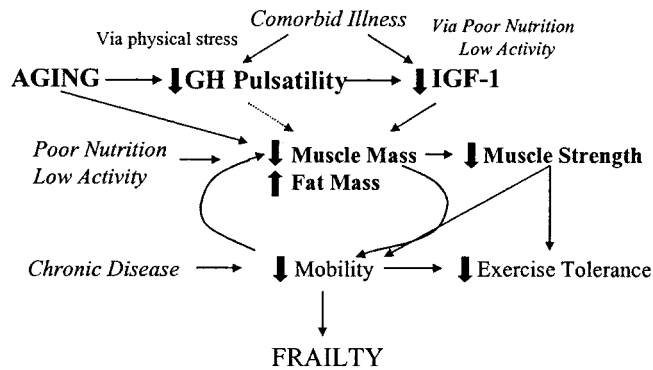 Comorbid Illness
Via physical stress
Via Poor Nutrition
Low Activity
AGING
GH Pulsatility
IGF-1
Poor Nutrition
Low Activity
Muscle Mass
Fat Mass
Muscle Strength
Chronic Disease
Mobility
Exercise Tolerance
FRAILTY